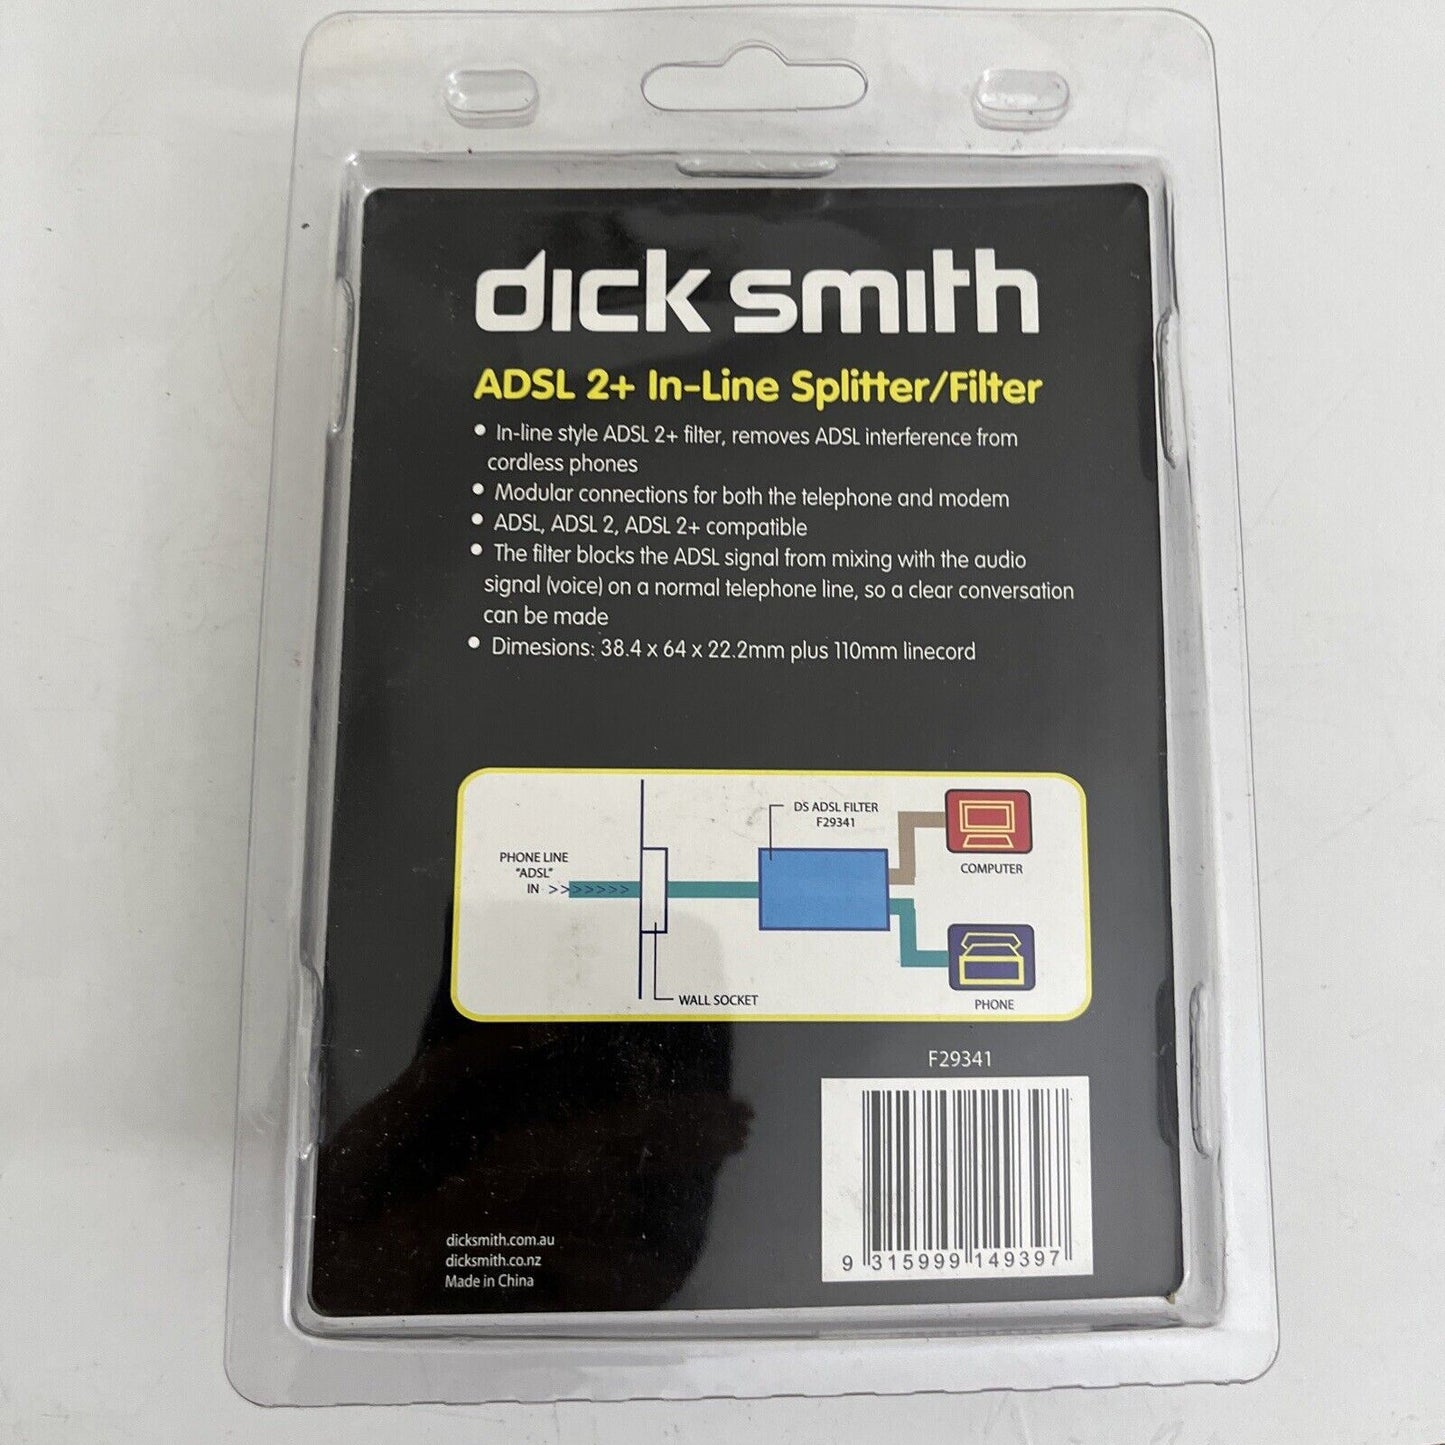 dick smith
ADSL 2+ In-Line Splitter/Filter
• In-line style ADSL 2+ filter, removes ADSL interference from
cordless phones
• Modular connections for both the telephone and modem
• ADSL, ADSL 2, ADSL 2+ compatible
• The filter blocks the ADSL signal from mixing with the audio
signal (voice) on a normal telephone line, so a clear conversation
can be made
• Dimesions: 38.4 x 64 x 22.2mm plus 110mm linecord
DS ADSL FILTER
F29341
PHONE LINE
"ADSL"
IN >>>>>>>
COMPUTER
WALL SOCKET
PHONE
F29341
9 315999 149397
dicksmith.com.au
dicksmith.co.nz
Made in China